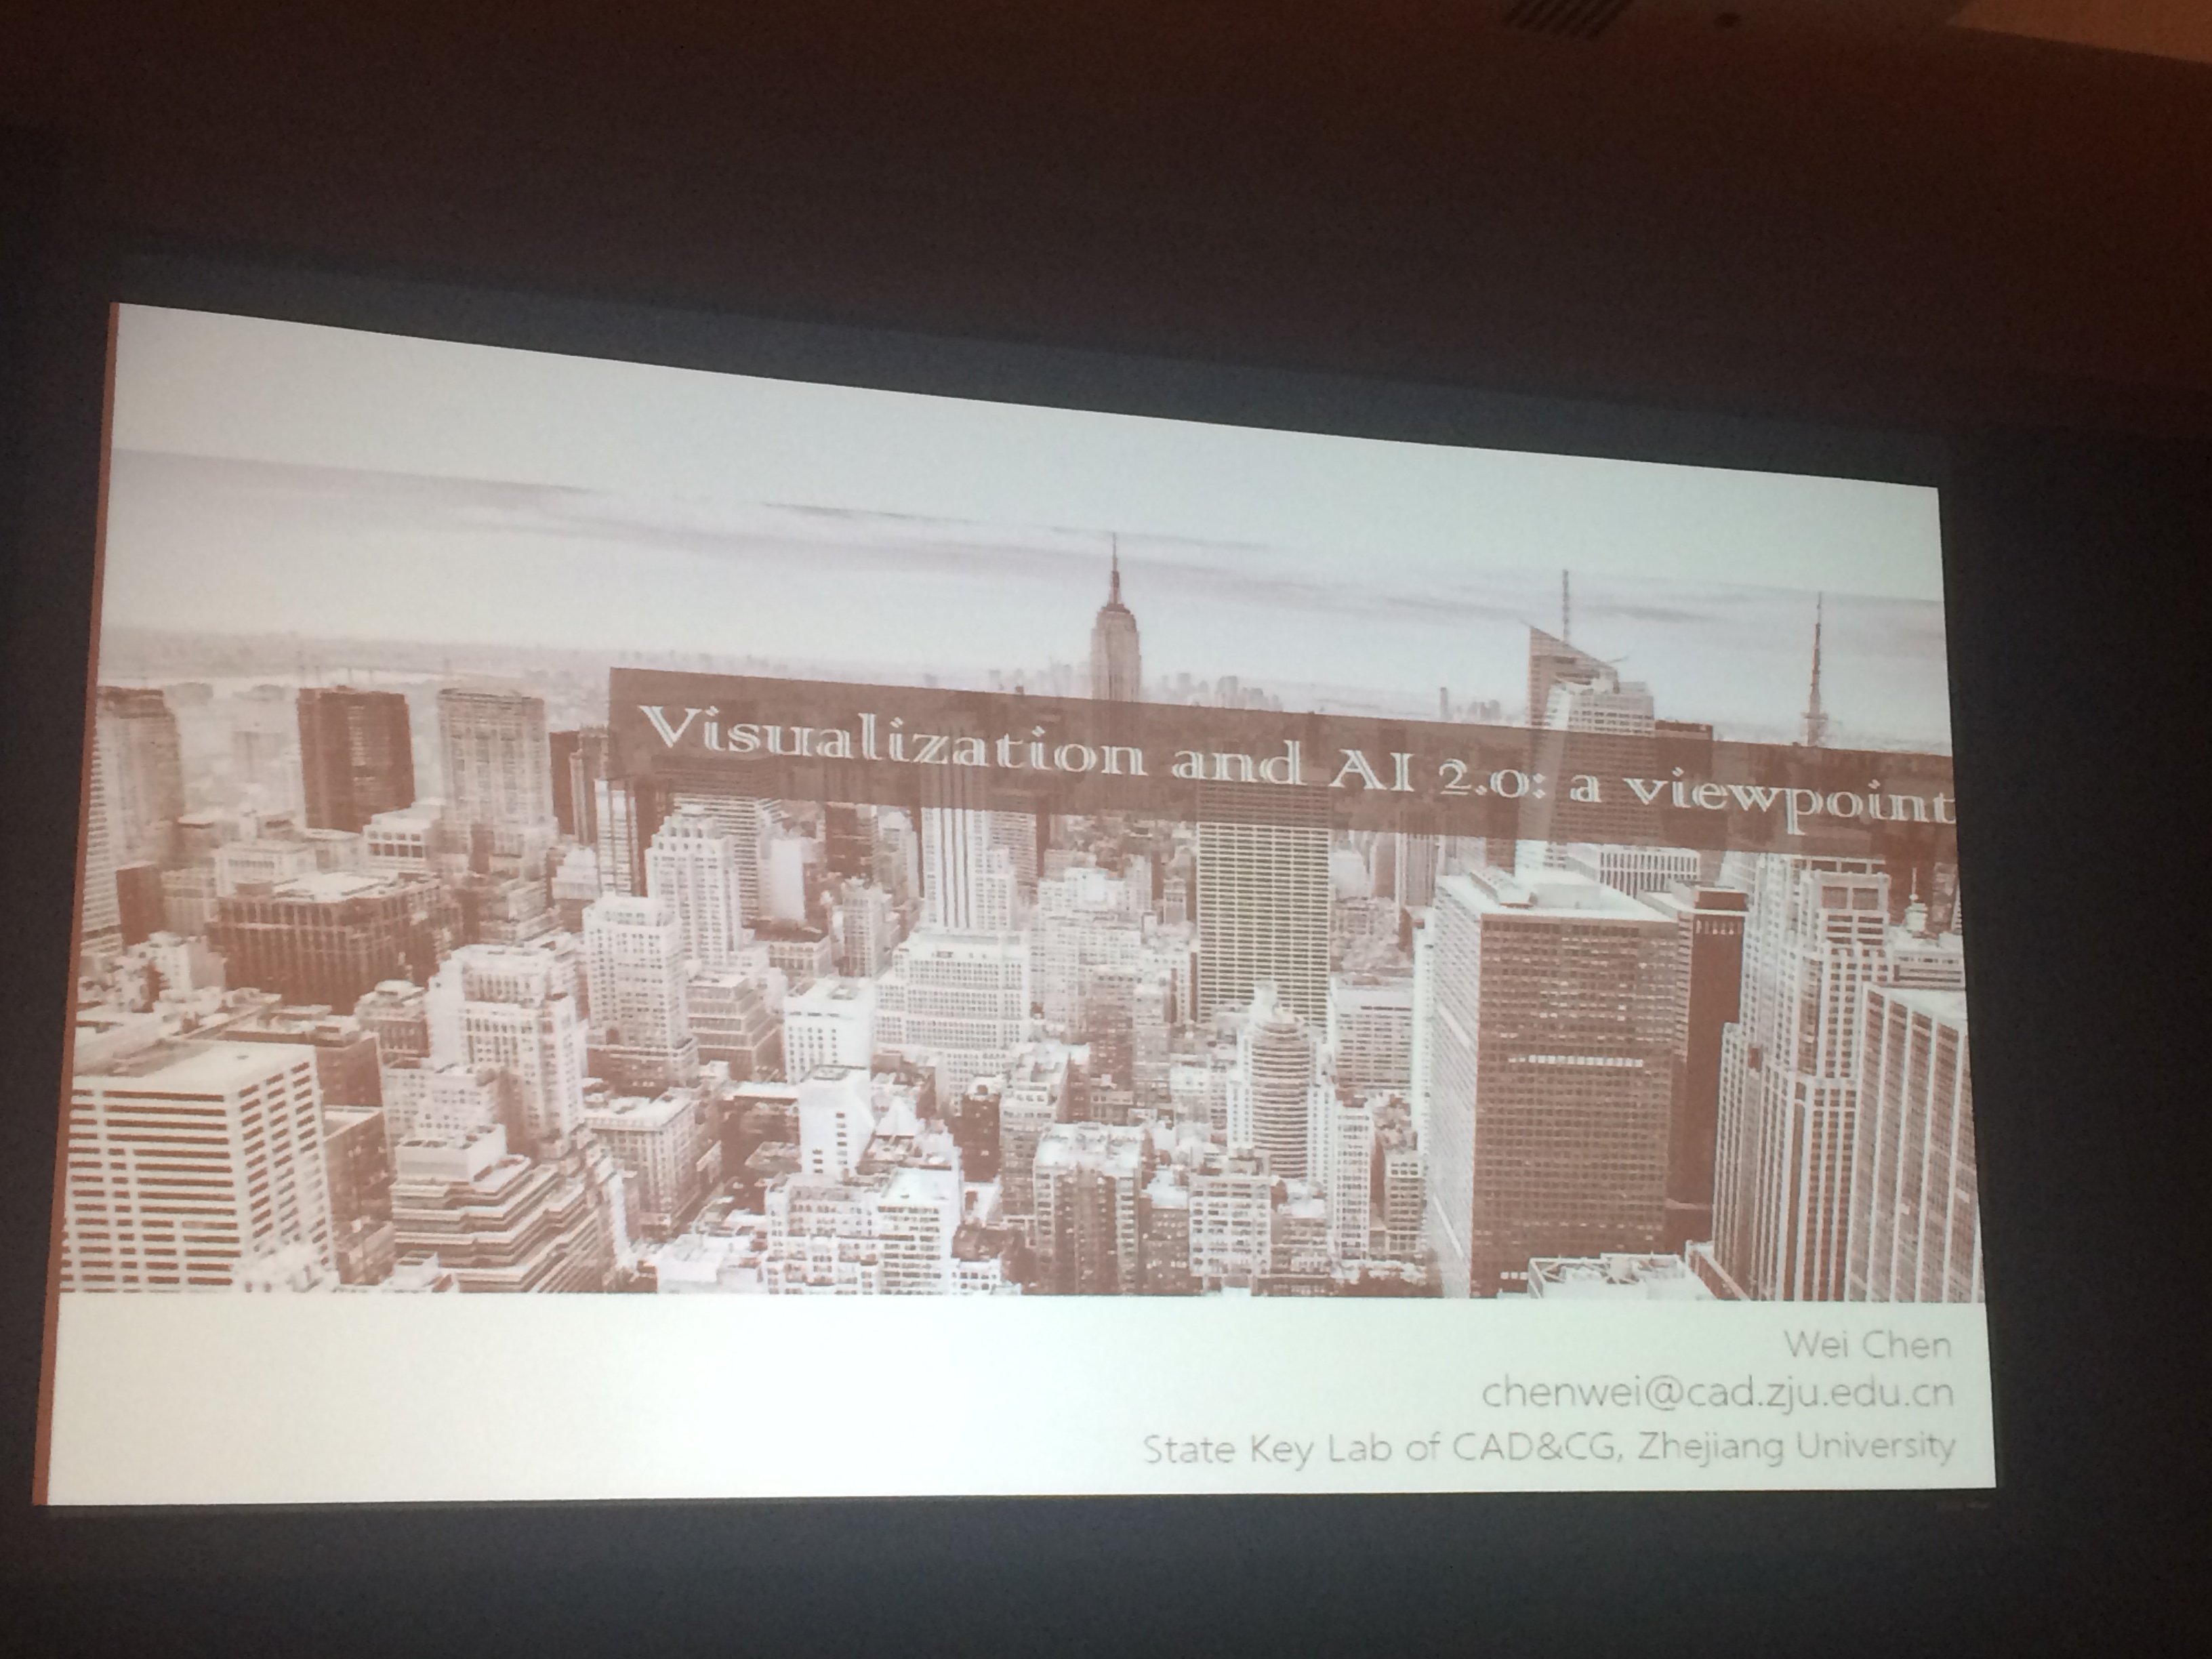 Visualization and AI 2.0: a viewpoint
Wei Chen
chenwei@cad.zju.edu.cn
State Key Lab of CAD&CG, Zhejiang University